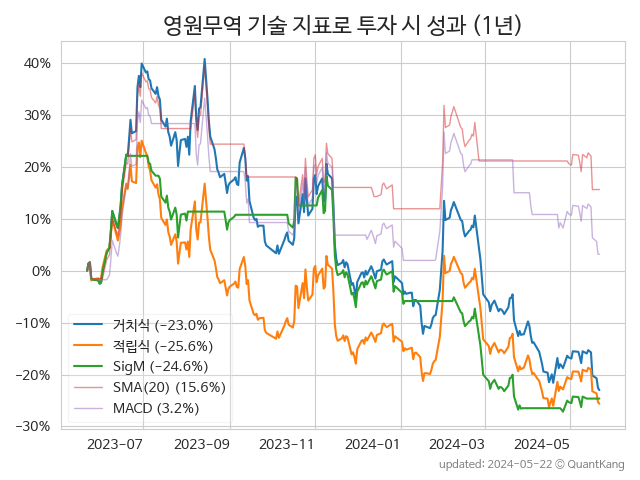 영원무역 기술 지표로 투자 시 성과 (1년)
40%
30%
20%
10%
0%
−10%
−20%
−30%
거치식 (−23.0%)
적립식 (−25.6%)
SigM (−24.6%)
SMA(20) (15.6%)
MACD (3.2%)
2023-07
2023-09
2023-11
2024-01
2024-03
2024-05
updated: 2024-05-22 © QuantKang